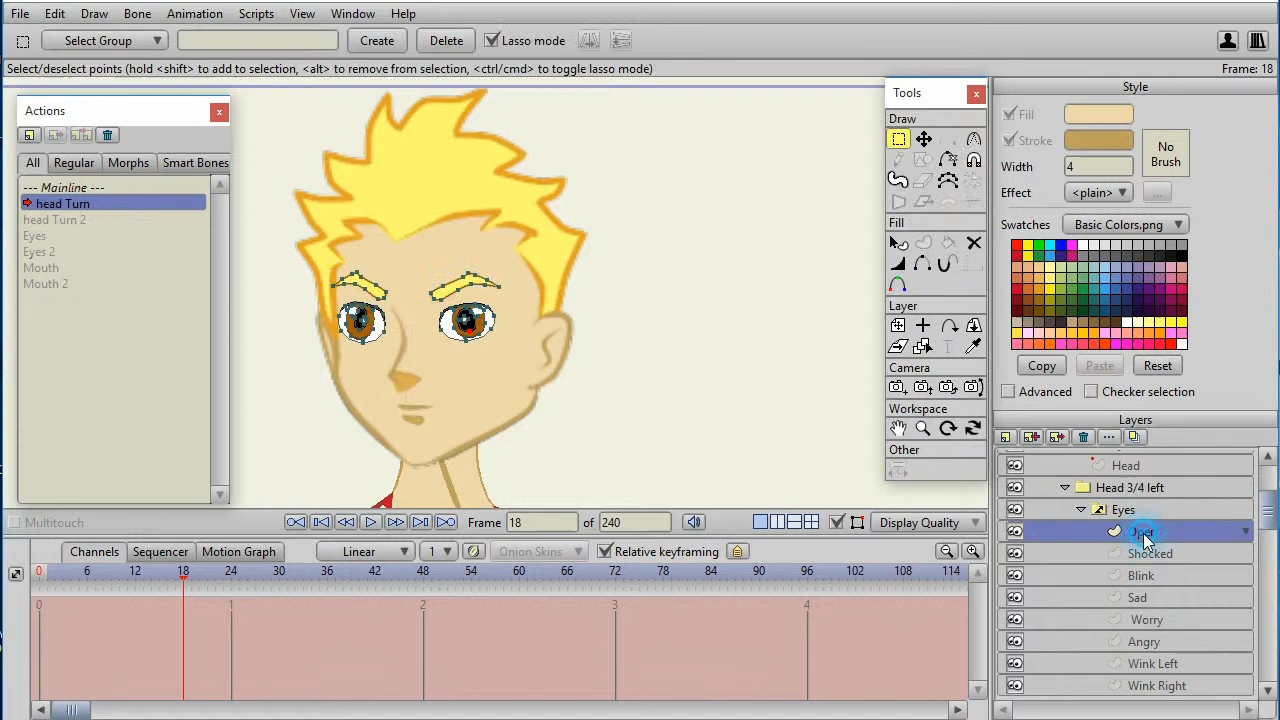 File Edit Draw Bone Animation Scripts View Window Help
Select Group Create Delete Lasso mode
Select/deselect points (hold <shift> to add to selection, <alt> to remove from selection, <ctrl/cmd> to toggle lasso mode) Frame: 18
Actions
All Regular Morphs Smart Bones
--- Mainline ---
head Turn
head Turn 2
Eyes
Eyes 2
Mouth
Mouth 2
Tools
Draw
Fill
Layer
Camera
Workspace
Other
Style
Fill
Stroke
No Brush
Width 4
Effect <plain> ...
Swatches Basic Colors.png
Copy Paste Reset
Advanced Checker selection
Layers
Head
Head 3/4 left
Eyes
Shocked
Blink
Sad
Worry
Angry
Wink Left
Wink Right
Multitouch Frame 18 of 240 Display Quality
Channels Sequencer Motion Graph Linear 1 Onion Skins Relative keyframing
0 6 12 18 24 30 36 42 48 54 60 66 72 78 84 90 96 102 108 114
0 1 2 3 4